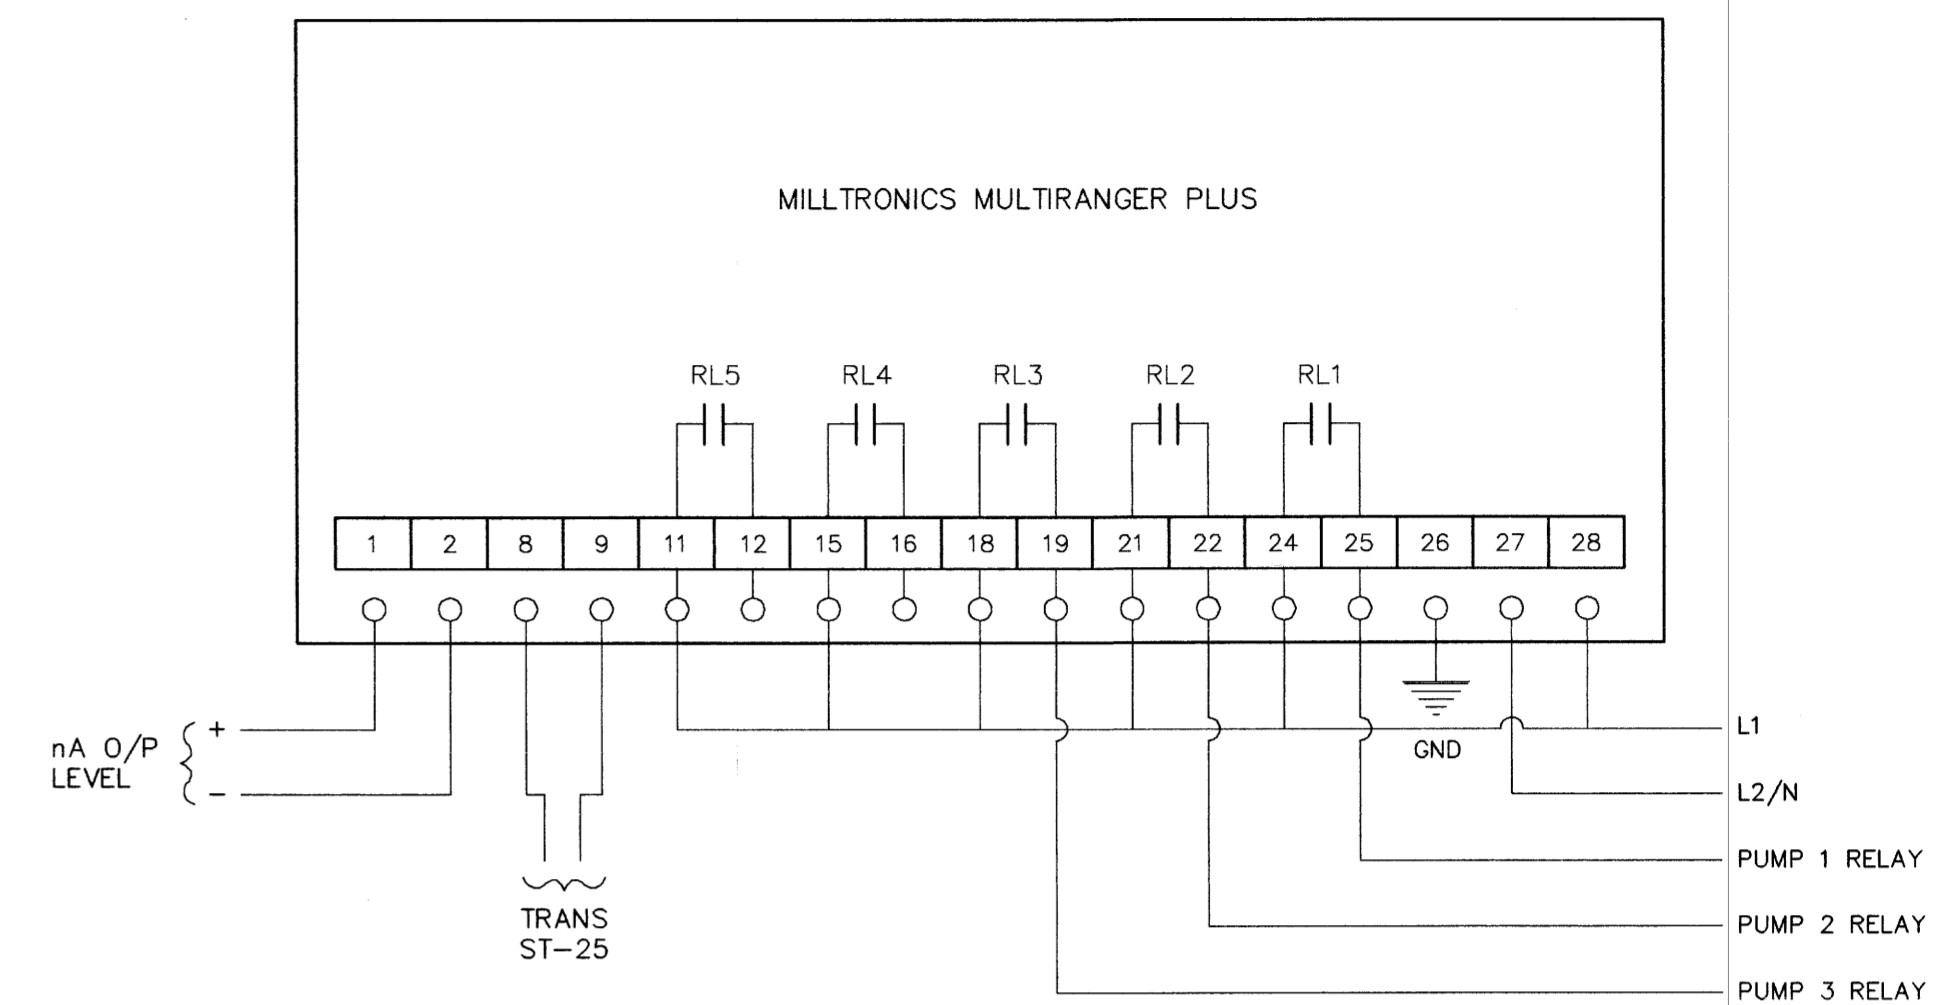 MILLTRONICS MULTIRANGER PLUS
RL5 RL4 RL3 RL2 RL1
1 2 8 9 11 12 15 16 18 19 21 22 24 25 26 27 28
nA O/P
LEVEL
+
−
TRANS
ST-25
GND
L1
L2/N
PUMP 1 RELAY
PUMP 2 RELAY
PUMP 3 RELAY